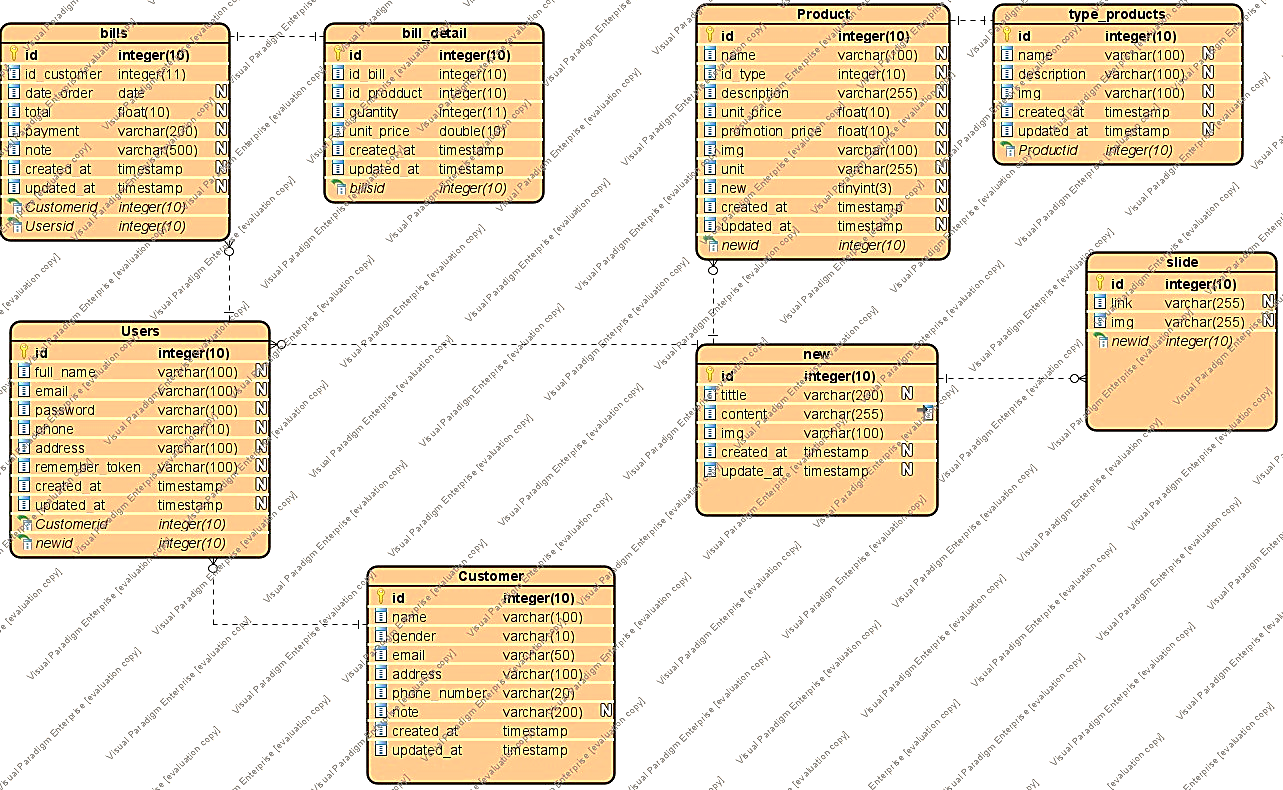 bills
id integer(10)
id_customer integer(11)
date_order date N
total float(10) N
payment varchar(200) N
note varchar(500) N
created_at timestamp N
updated_at timestamp N
Customerid integer(10)
Usersid integer(10)
bill_detail
id integer(10)
id_bill integer(10)
id_prodduct integer(10)
quantity integer(11)
unit_price double(10)
created_at timestamp
updated_at timestamp
billsid integer(10)
Product
id integer(10)
name varchar(100) N
id_type integer(10) N
description varchar(255) N
unit_price float(10) N
promotion_price float(10) N
img varchar(100) N
unit varchar(255) N
new tinyint(3) N
created_at timestamp N
updated_at timestamp N
newid integer(10)
type_products
id integer(10)
name varchar(100) N
description varchar(100) N
img varchar(100) N
created_at timestamp N
updated_at timestamp N
Productid integer(10)
slide
id integer(10)
link varchar(255) N
img varchar(255) N
newid integer(10)
Users
id integer(10)
full_name varchar(100) N
email varchar(100) N
password varchar(100) N
phone varchar(10) N
address varchar(100) N
remember_token varchar(100) N
created_at timestamp N
updated_at timestamp N
Customerid integer(10)
newid integer(10)
new
id integer(10)
tittle varchar(200) N
content varchar(255)
img varchar(100)
created_at timestamp N
update_at timestamp N
Customer
id integer(10)
name varchar(100)
gender varchar(10)
email varchar(50)
address varchar(100)
phone_number varchar(20)
note varchar(200) N
created_at timestamp
updated_at timestamp
Visual Paradigm Enterprise [evaluation copy]